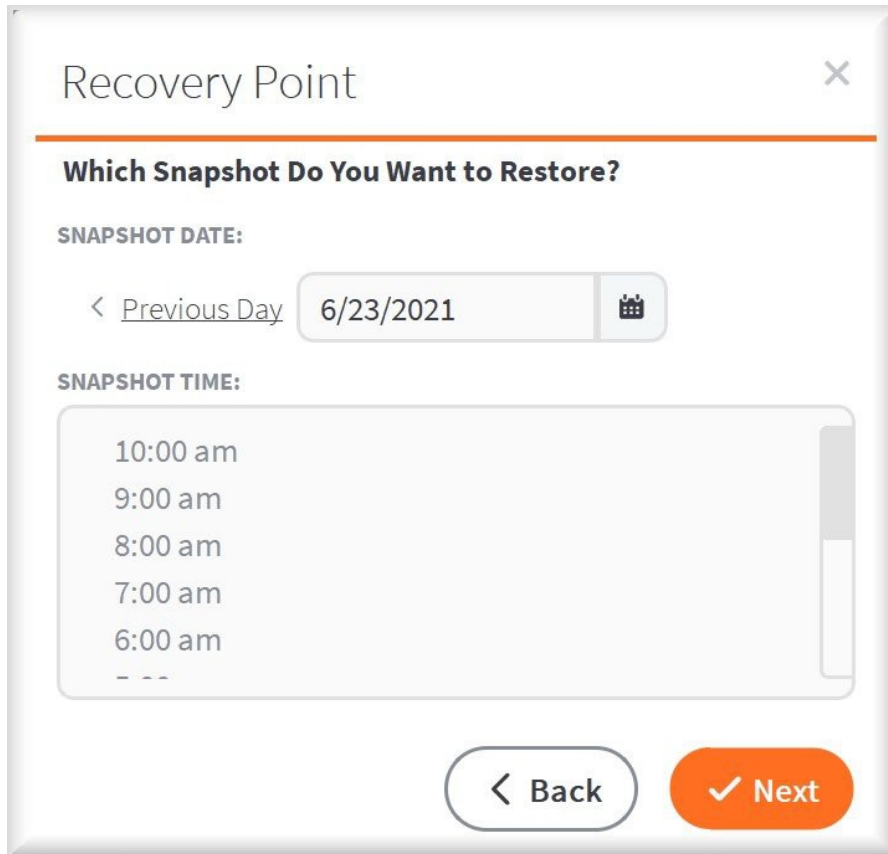 Recovery Point
Which Snapshot Do You Want to Restore?
SNAPSHOT DATE:
Previous Day 6/23/2021
SNAPSHOT TIME:
10:00 am
9:00 am
8:00 am
7:00 am
6:00 am
Back Next